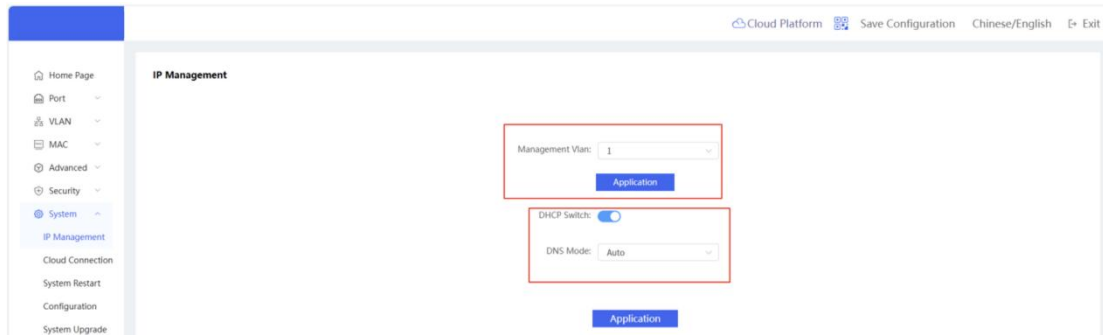 Cloud Platform Save Configuration Chinese/English Exit
Home Page
Port
VLAN
MAC
Advanced
Security
System
IP Management
Cloud Connection
System Restart
Configuration
System Upgrade
IP Management
Management Vlan: 1
Application
DHCP Switch:
DNS Mode: Auto
Application